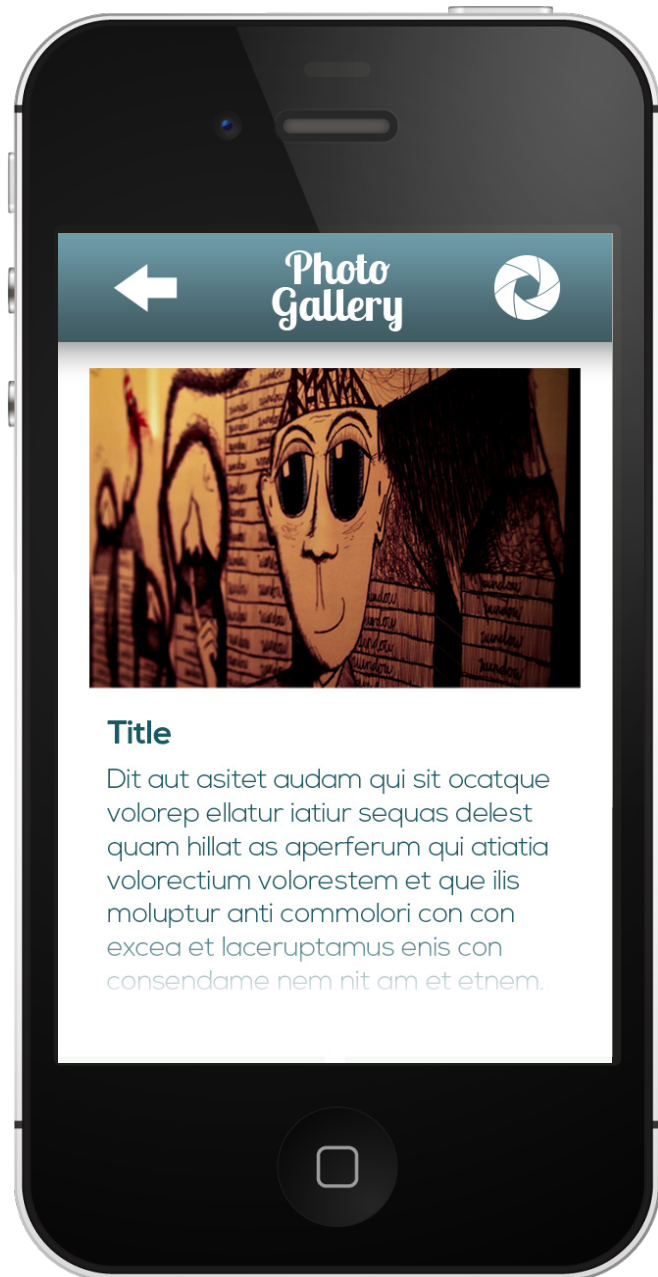 Photo
Gallery
Title
Dit aut asitet audam qui sit ocatque
volorep ellatur iatiur sequas delest
quam hillat as aperferum qui atiatia
volorectium volorestem et que ilis
moluptur anti commolori con con
excea et laceruptamus enis con
consendame nem nit am et etnem.